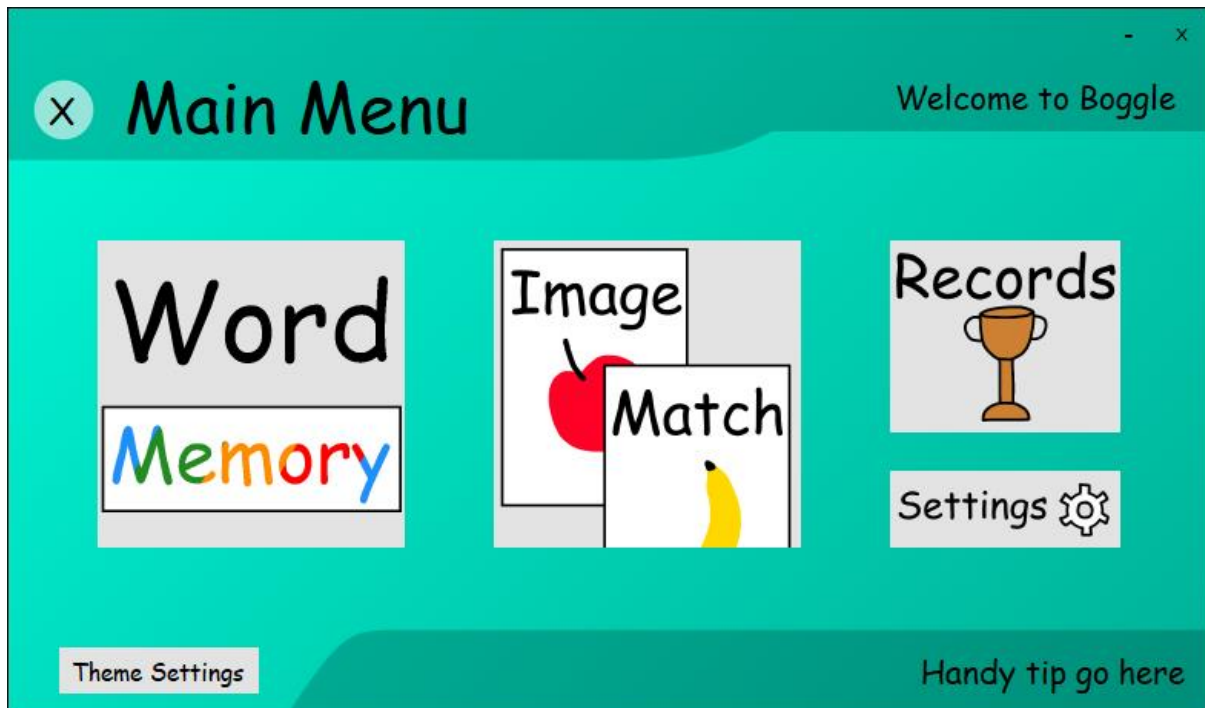 - x
X Main Menu
Welcome to Boggle
Word
Memory
Image
Match
Records
Settings
Theme Settings
Handy tip go here